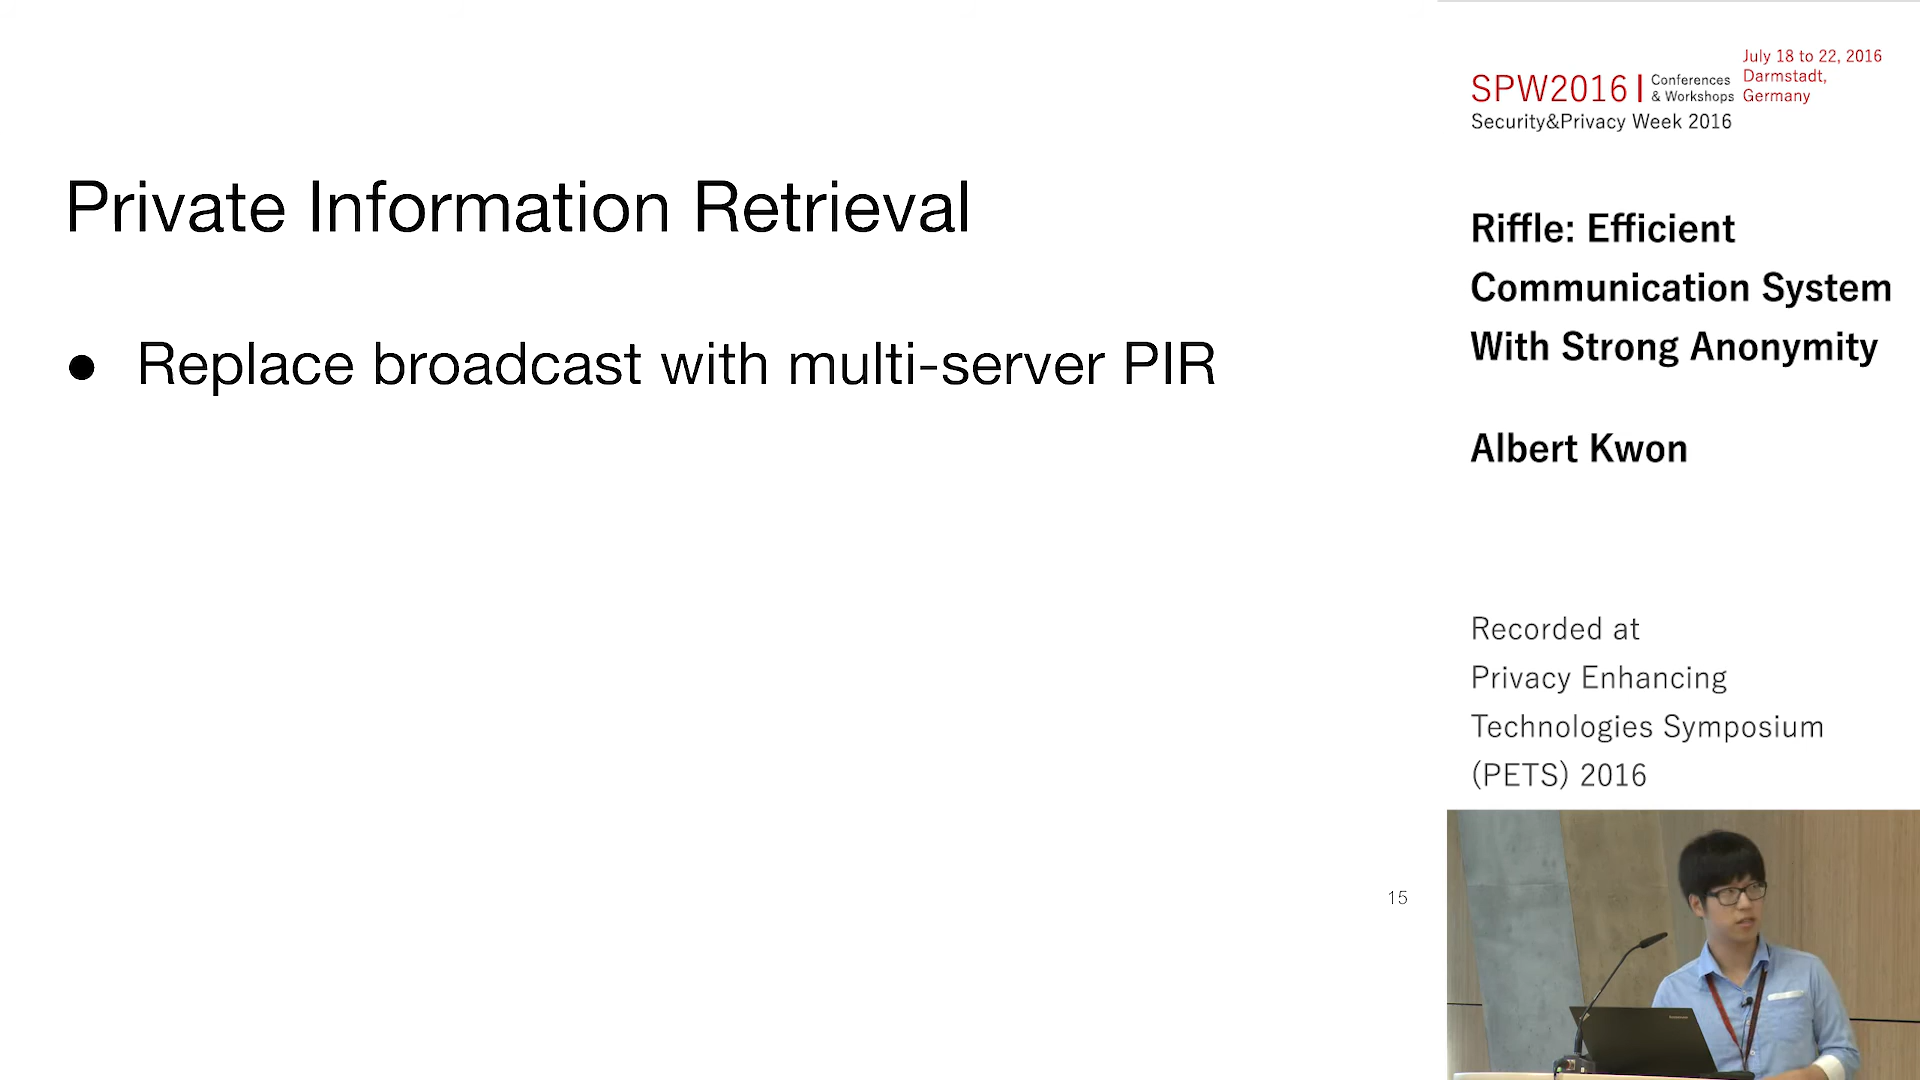 Private Information Retrieval
● Replace broadcast with multi-server PIR
15
SPW2016 | Conferences & Workshops
July 18 to 22, 2016
Darmstadt,
Germany
Security&Privacy Week 2016
Riffle: Efficient
Communication System
With Strong Anonymity
Albert Kwon
Recorded at
Privacy Enhancing
Technologies Symposium
(PETS) 2016